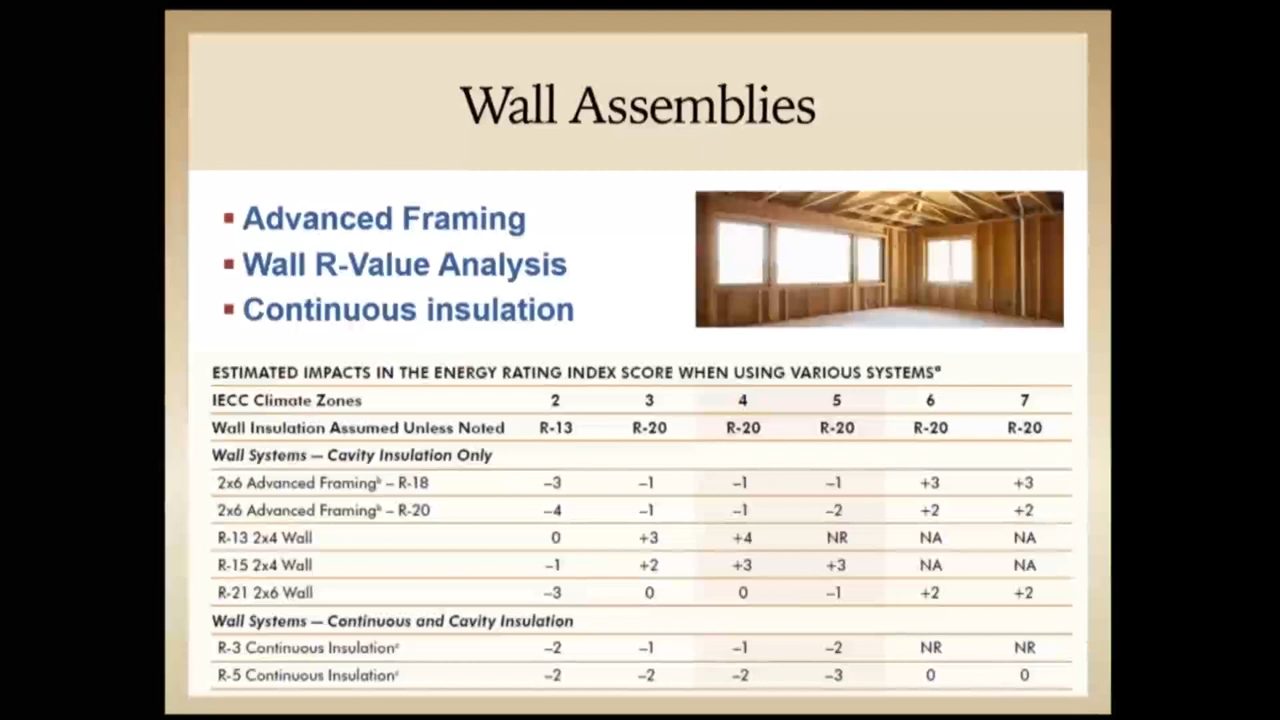 Wall Assemblies
▪ Advanced Framing
▪ Wall R-Value Analysis
▪ Continuous insulation
ESTIMATED IMPACTS IN THE ENERGY RATING INDEX SCORE WHEN USING VARIOUS SYSTEMSᵃ
IECC Climate Zones 2 3 4 5 6 7
Wall Insulation Assumed Unless Noted R-13 R-20 R-20 R-20 R-20 R-20
Wall Systems — Cavity Insulation Only
2x6 Advanced Framingᵇ – R-18 –3 –1 –1 –1 +3 +3
2x6 Advanced Framingᵇ – R-20 –4 –1 –1 –2 +2 +2
R-13 2x4 Wall 0 +3 +4 NR NA NA
R-15 2x4 Wall –1 +2 +3 +3 NA NA
R-21 2x6 Wall –3 0 0 –1 +2 +2
Wall Systems — Continuous and Cavity Insulation
R-3 Continuous Insulationᶜ –2 –1 –1 –2 NR NR
R-5 Continuous Insulationᶜ –2 –2 –2 –3 0 0